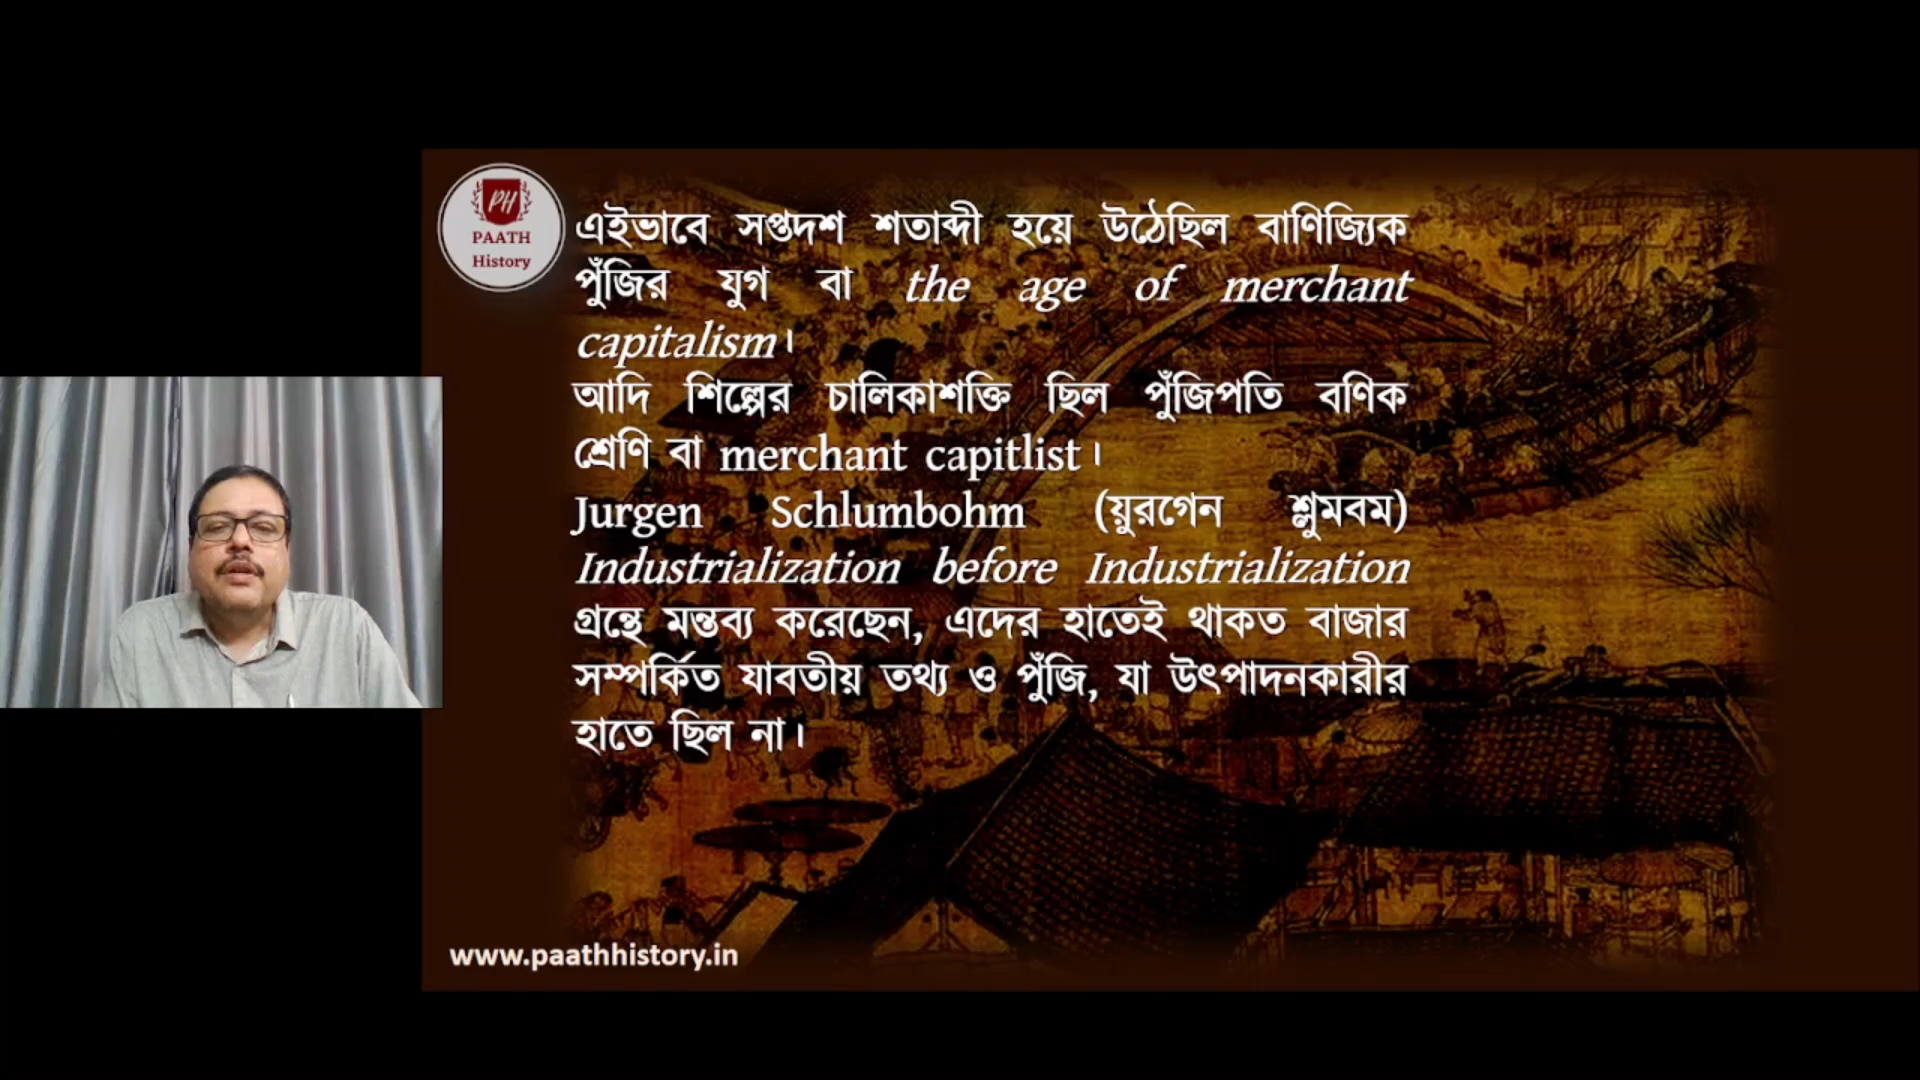 PH
PAATH
History
এইভাবে সপ্তদশ শতাব্দী হয়ে উঠেছিল বাণিজ্যিক
পুঁজির যুগ বা the age of merchant
capitalism।
আদি শিল্পের চালিকাশক্তি ছিল পুঁজিপতি বণিক
শ্রেণি বা merchant capitlist।
Jurgen Schlumbohm (য়ুরগেন শ্লুমবম)
Industrialization before Industrialization
গ্রন্থে মন্তব্য করেছেন, এদের হাতেই থাকত বাজার
সম্পর্কিত যাবতীয় তথ্য ও পুঁজি, যা উৎপাদনকারীর
হাতে ছিল না।
www.paathhistory.in